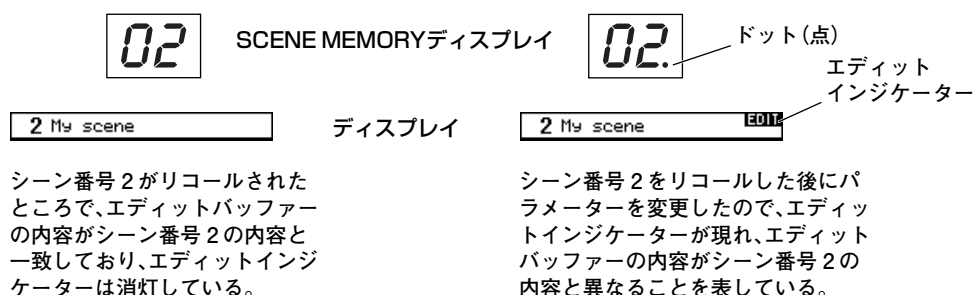 02 SCENE MEMORYディスプレイ 02. ドット(点)
エディット
インジケーター
2 My scene ディスプレイ 2 My scene EDIT
シーン番号2がリコールされた
ところで、エディットバッファー
の内容がシーン番号2の内容と
一致しており、エディットインジ
ケーターは消灯している。
シーン番号2をリコールした後にパ
ラメーターを変更したので、エディッ
トインジケーターが現れ、エディット
バッファーの内容がシーン番号2の
内容と異なることを表している。